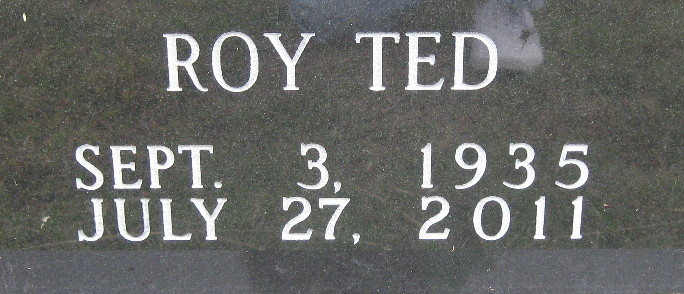 ROY TED
SEPT. 3, 1935
JULY 27, 2011